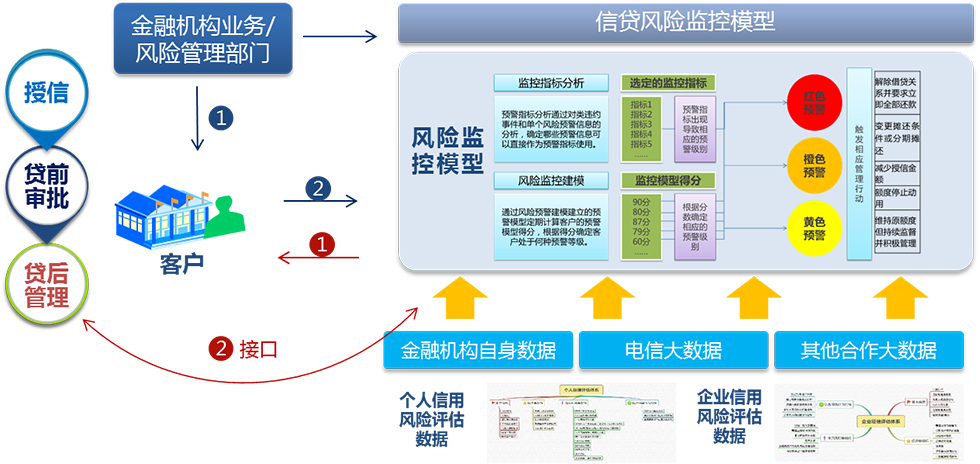 金融机构业务/
风险管理部门
信贷风险监控模型
授信
贷前
审批
贷后
管理
1
2
1
客户
2 接口
风险监
控模型
监控指标分析
预警指标分析通过对类违约
事件和单个风险预警信息的
分析，确定哪些预警信息可
以直接作为预警指标使用。
选定的监控指标
指标1
指标2
指标3
指标4
指标5
......
预警指
标出现
导致相
应的预
警级别
风险监控建模
通过风险预警建模建立的预
警模型定期计算客户的预警
模型得分，根据得分确定客
户处于何种预警等级。
监控模型得分
90分
80分
87分
79分
60分
......
根据分
数确定
相应的
预警级
别
红色
预警
橙色
预警
黄色
预警
触发相应管理行动
解除借贷关
系并要求立
即全部还款
变更摊还条
件或分期摊
还
减少授信金
额
额度停止动
用
维持原额度
但持续监督
并积极管理
金融机构自身数据
电信大数据
其他合作大数据
个人信用
风险评估
数据
个人信用评估体系
企业信用
风险评估
数据
企业信用评估体系